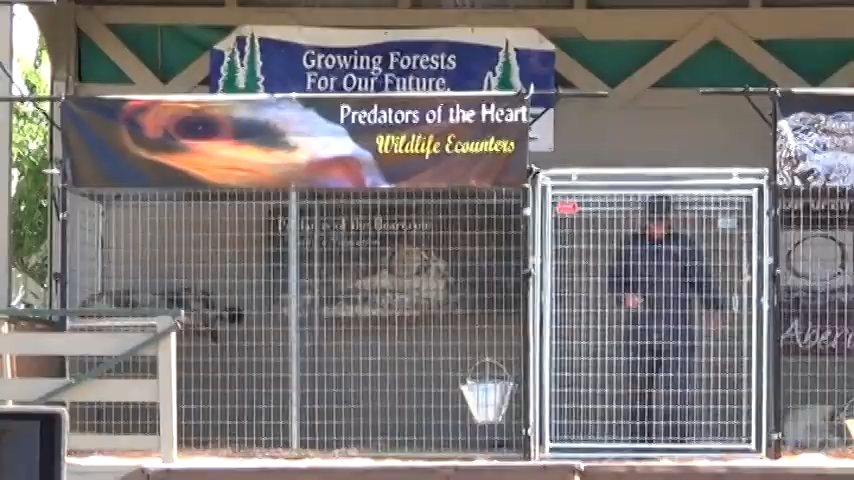 Growing Forests
For Our Future.
Predators of the Heart
Wildlife Ecounters